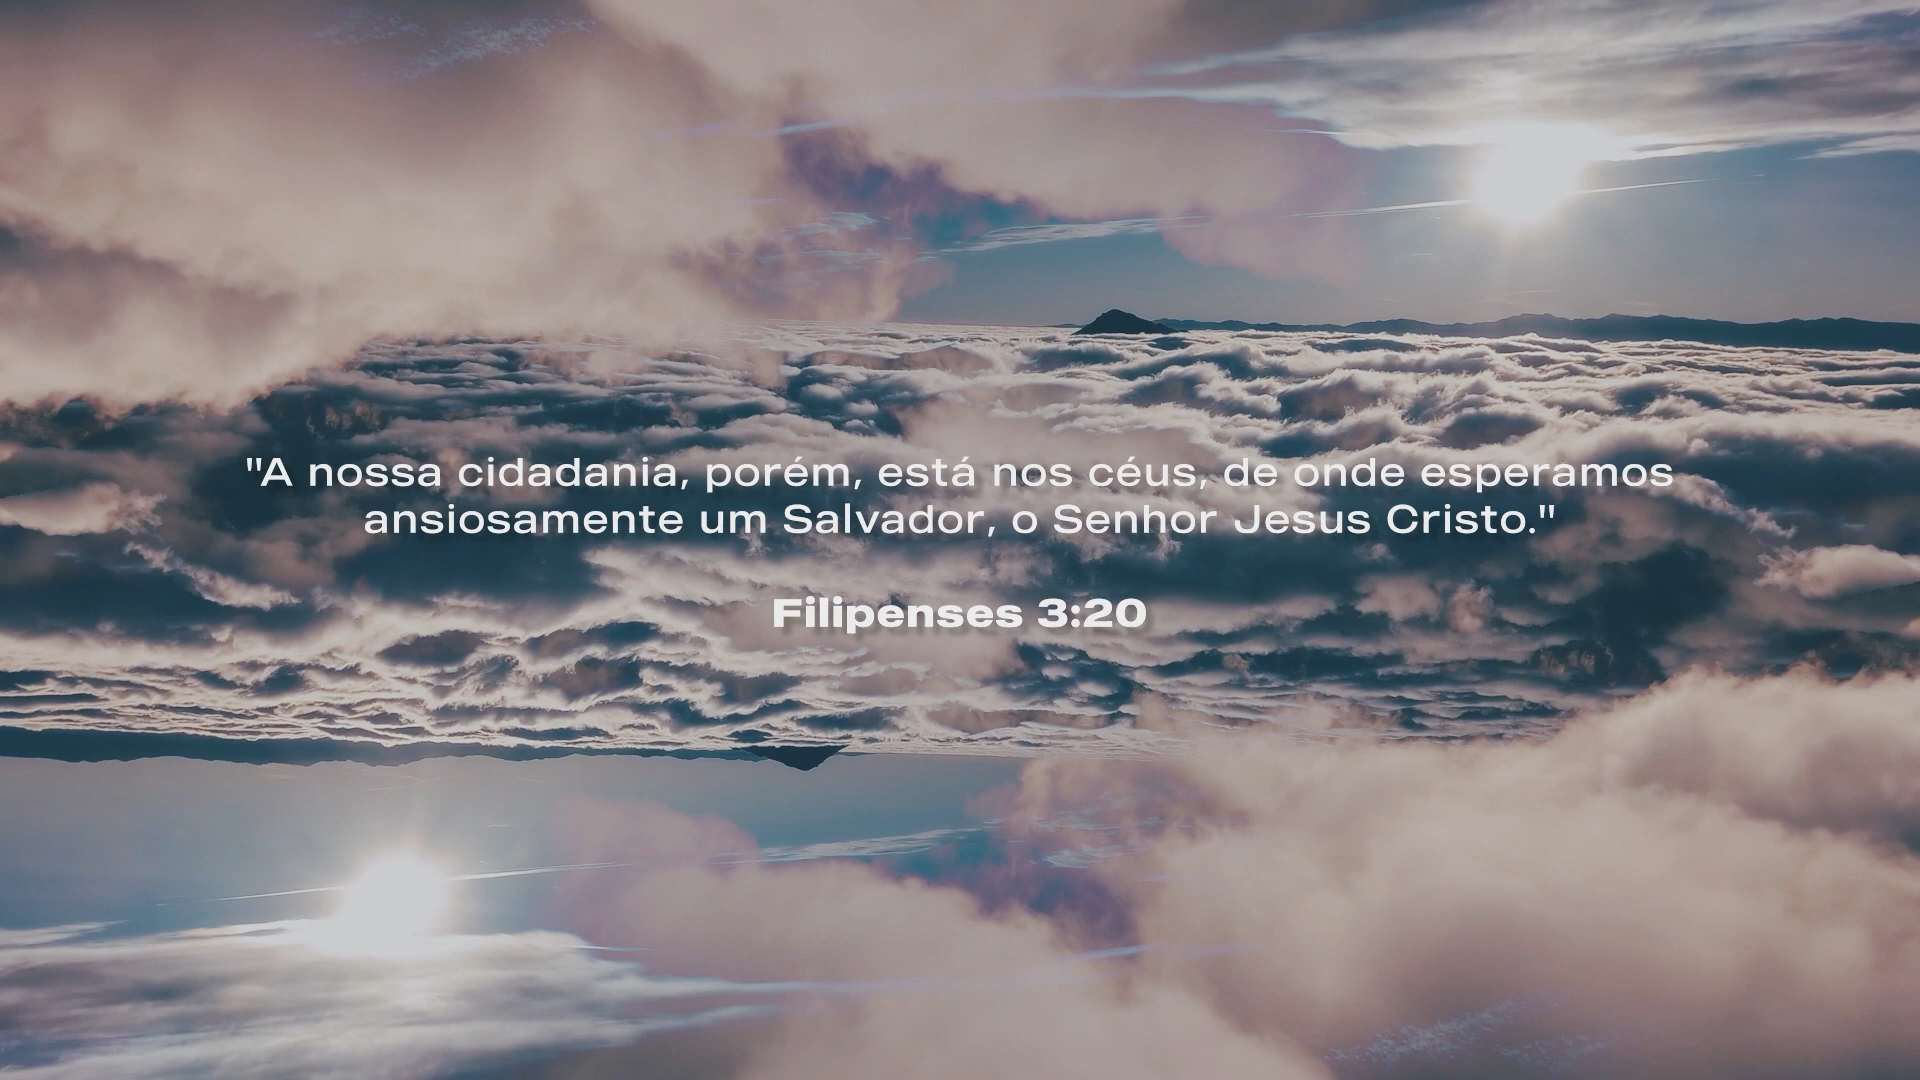 "A nossa cidadania, porém, está nos céus, de onde esperamos
ansiosamente um Salvador, o Senhor Jesus Cristo."
Filipenses 3:20